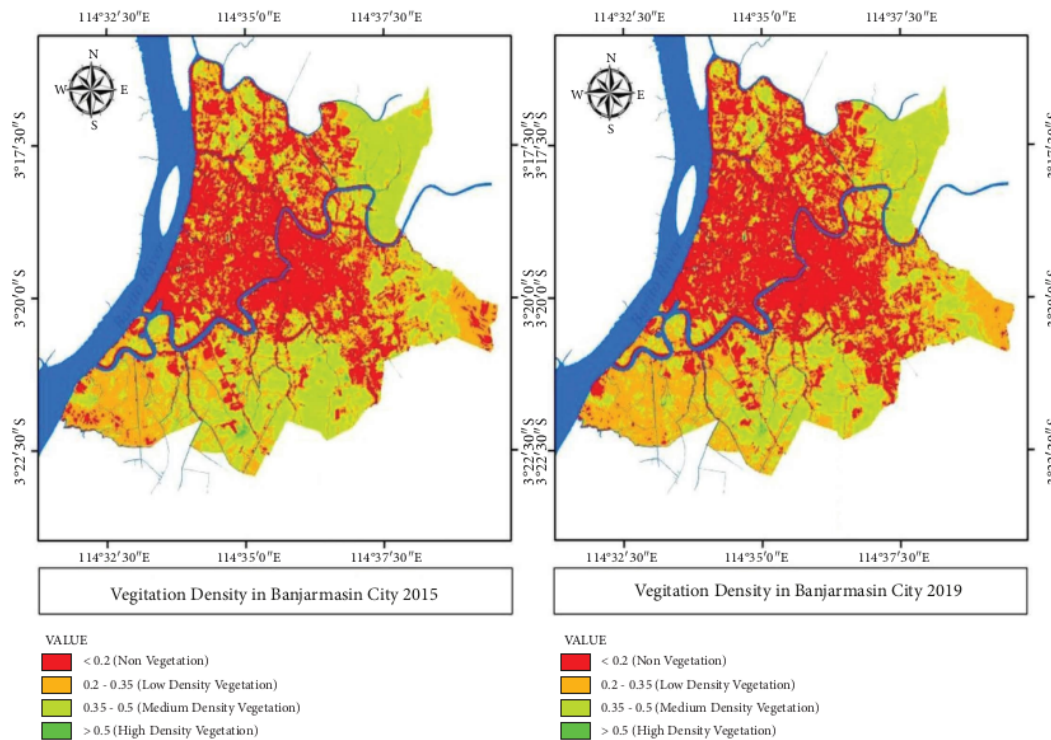 114°32′30″E 114°35′0″E 114°37′30″E
N
W E
S
3°17′30″S 3°17′30″S
3°20′0″S 3°20′0″S
3°22′30″S 3°22′30″S
114°32′30″E 114°35′0″E 114°37′30″E
Vegitation Density in Banjarmasin City 2015
VALUE
< 0.2 (Non Vegetation)
0.2 - 0.35 (Low Density Vegetation)
0.35 - 0.5 (Medium Density Vegetation)
> 0.5 (High Density Vegetation)
114°32′30″E 114°35′0″E 114°37′30″E
N
W E
S
114°32′30″E 114°35′0″E 114°37′30″E
Vegitation Density in Banjarmasin City 2019
VALUE
< 0.2 (Non Vegetation)
0.2 - 0.35 (Low Density Vegetation)
0.35 - 0.5 (Medium Density Vegetation)
> 0.5 (High Density Vegetation)